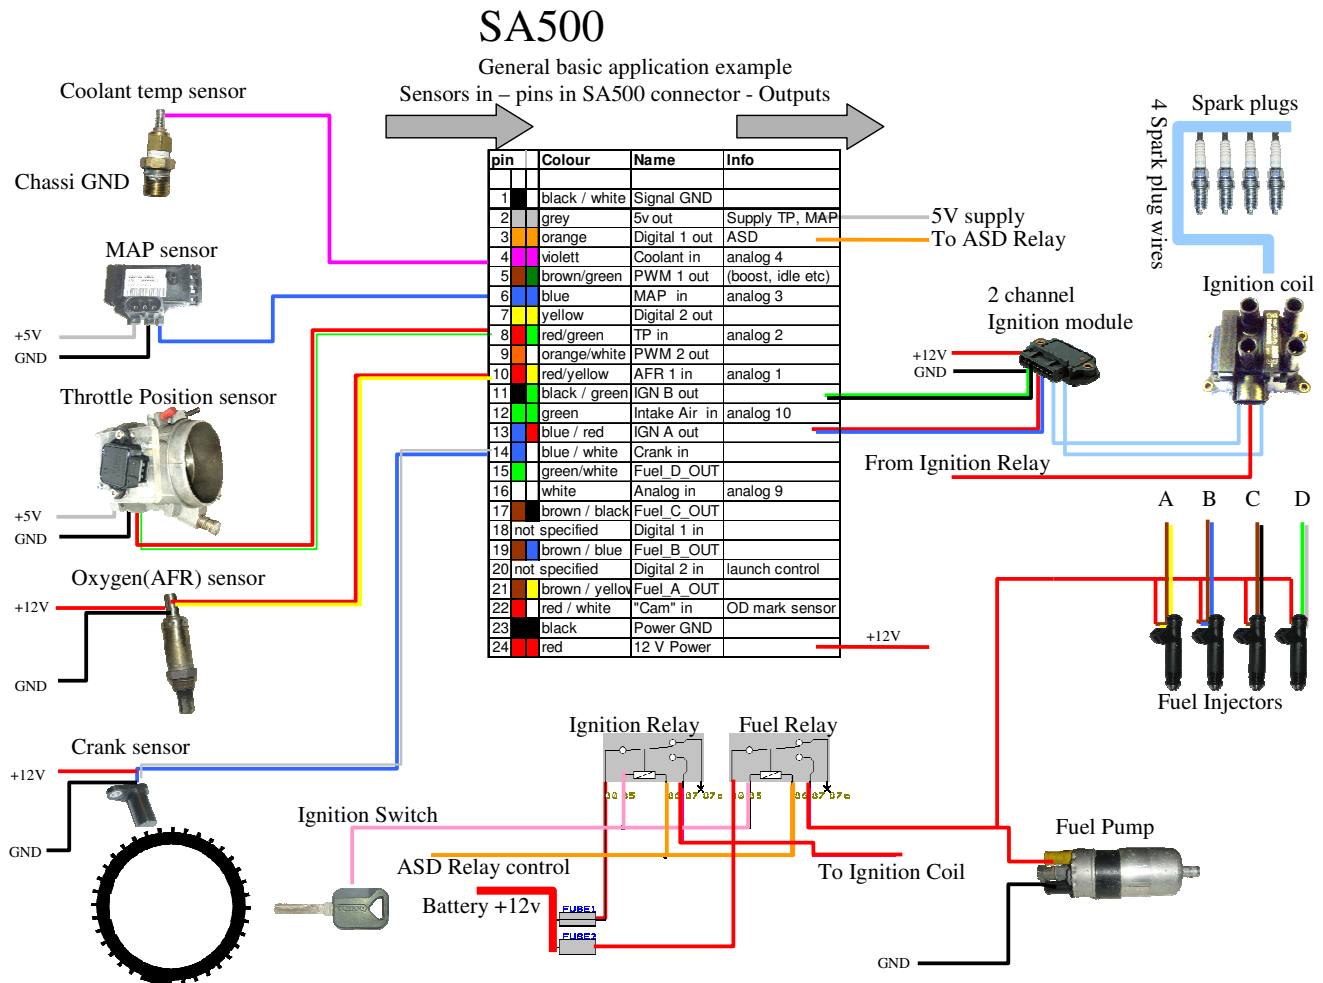 SA500
General basic application example
Sensors in – pins in SA500 connector - Outputs
Coolant temp sensor
Chassi GND
MAP sensor
+5V
GND
Throttle Position sensor
+5V
GND
Oxygen(AFR) sensor
+12V
GND
Crank sensor
+12V
GND
pin Colour Name Info
1 black / white Signal GND
2 grey 5v out Supply TP, MAP
3 orange Digital 1 out ASD
4 violett Coolant in analog 4
5 brown/green PWM 1 out (boost, idle etc)
6 blue MAP in analog 3
7 yellow Digital 2 out
8 red/green TP in analog 2
9 orange/white PWM 2 out
10 red/yellow AFR 1 in analog 1
11 black / green IGN B out
12 green Intake Air in analog 10
13 blue / red IGN A out
14 blue / white Crank in
15 green/white Fuel_D_OUT
16 white Analog in analog 9
17 brown / black Fuel_C_OUT
18 not specified Digital 1 in
19 brown / blue Fuel_B_OUT
20 not specified Digital 2 in launch control
21 brown / yellow Fuel_A_OUT
22 red / white "Cam" in OD mark sensor
23 black Power GND
24 red 12 V Power
5V supply
To ASD Relay
+12V
4 Spark plug wires
Spark plugs
Ignition coil
2 channel
Ignition module
+12V
GND
From Ignition Relay
A B C D
Fuel Injectors
Ignition Relay
Fuel Relay
86 87 87a
86 87 87a
Ignition Switch
ASD Relay control
Battery +12v
FUSE1
FUSE2
To Ignition Coil
Fuel Pump
GND